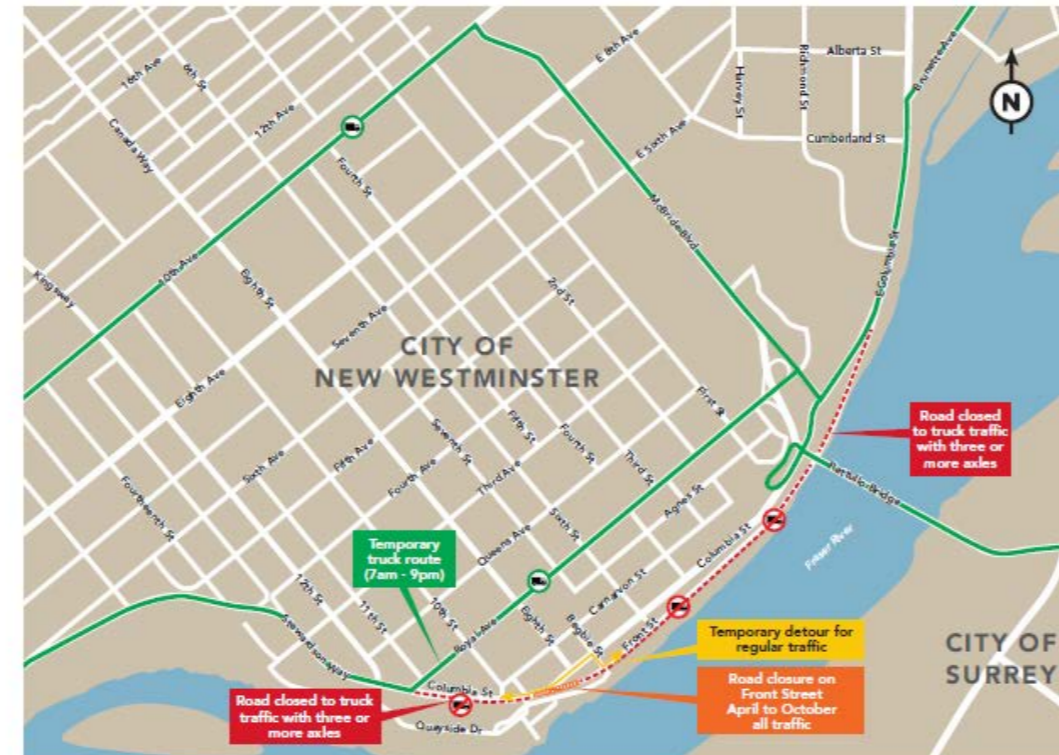 Alberta St
Brunette Ave
E 8th Ave
Harvey St
Richmond St
N
16th Ave
6th St
12th Ave
Canada Way
Fourth St
E Sixth Ave
Cumberland St
McBride Blvd
10th Ave
Kingsway
Eighth St
2nd St
E Columbia St
Seventh Ave
CITY OF
NEW WESTMINSTER
Eighth Ave
First St
Road closed
to truck traffic
with three or
more axles
Fifth St
Seventh St
Fourth St
Sixth Ave
Fifth Ave
Fourth Ave
Third Ave
Third St
Pattullo Bridge
Fourteenth St
Agnes St
Queens Ave
Sixth St
Columbia St
Fraser River
Temporary
truck route
(7am - 9pm)
12th St
11th St
10th St
Royal Ave
Eighth St
Begbie St
Carnarvon St
Front St
Stewardson Way
Temporary detour for
regular traffic
CITY OF
SURREY
Columbia St
Road closure on
Front Street
April to October
all traffic
Road closed to truck
traffic with three or
more axles
Quayside Dr